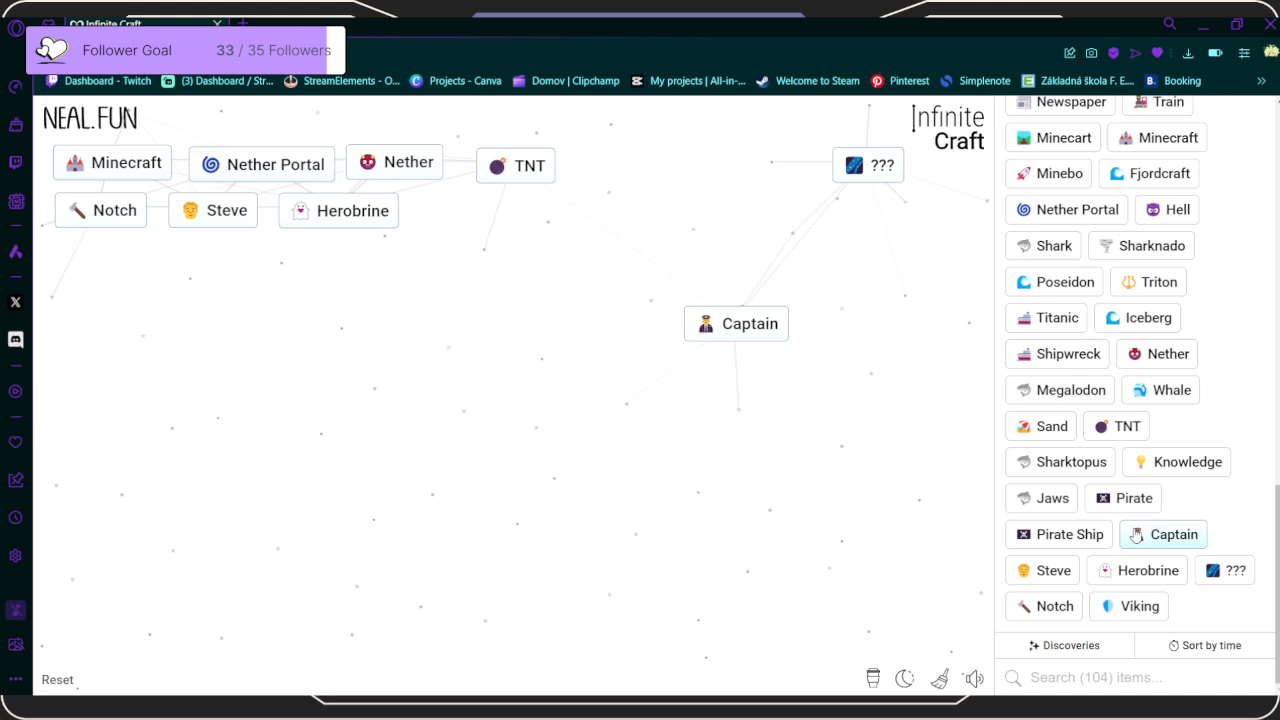 Infinite Craft
Follower Goal 33 / 35 Followers
Dashboard - Twitch
(3) Dashboard / Str...
StreamElements - O...
Projects - Canva
Domov | Clipchamp
My projects | All-in-...
Welcome to Steam
Pinterest
Simplenote
Základná škola F. E...
Booking
NEAL.FUN
Infinite
Craft
Minecraft
Nether Portal
Nether
TNT
???
Notch
Steve
Herobrine
Captain
Newspaper Train
Minecart Minecraft
Minebo Fjordcraft
Nether Portal Hell
Shark Sharknado
Poseidon Triton
Titanic Iceberg
Shipwreck Nether
Megalodon Whale
Sand TNT
Sharktopus Knowledge
Jaws Pirate
Pirate Ship Captain
Steve Herobrine ???
Notch Viking
Discoveries Sort by time
Search (104) items...
Reset